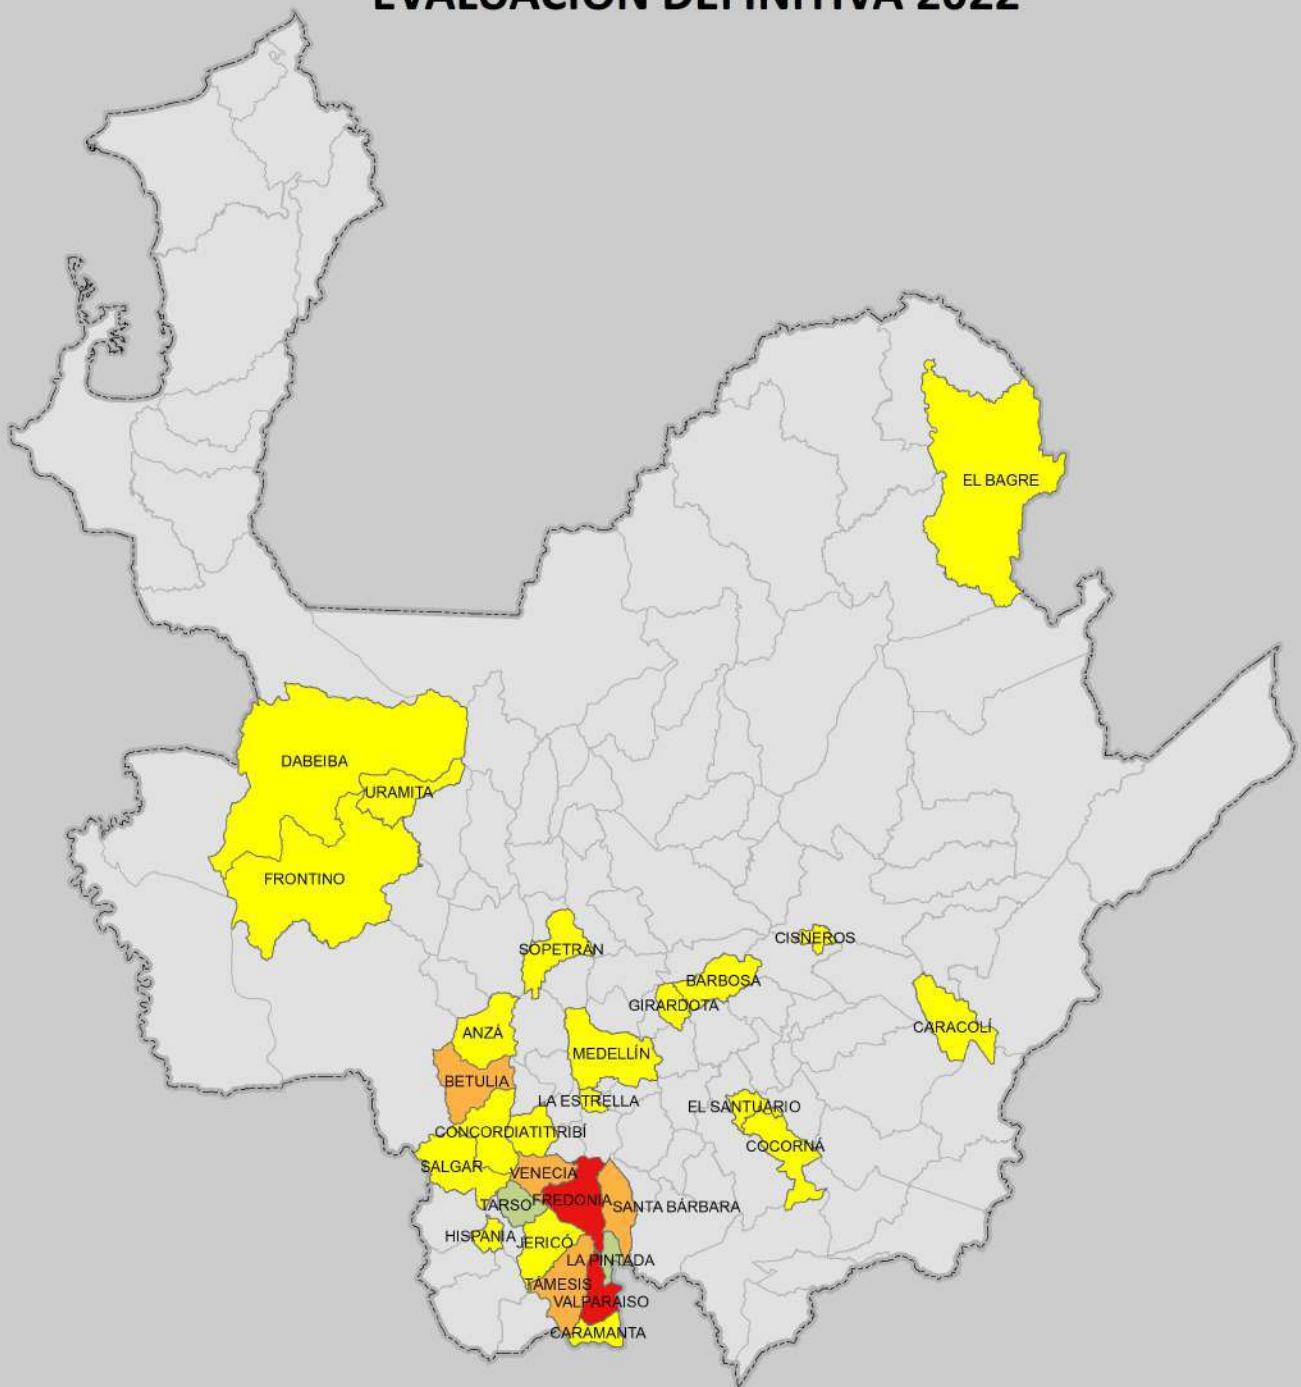 EVALUACIÓN DEFINITIVA 2022
EL BAGRE
DABEIBA
URAMITA
FRONTINO
SOPETRÁN
CISNEROS
BARBOSA
GIRARDOTA
CARACOLÍ
ANZÁ
MEDELLÍN
BETULIA
LA ESTRELLA
EL SANTUARIO
CONCORDIA
TITIRIBÍ
COCORNÁ
SALGAR
VENECIA
TARSO
FREDONIA
SANTA BÁRBARA
HISPANIA
JERICÓ
LA PINTADA
TÁMESIS
VALPARAISO
CARAMANTA